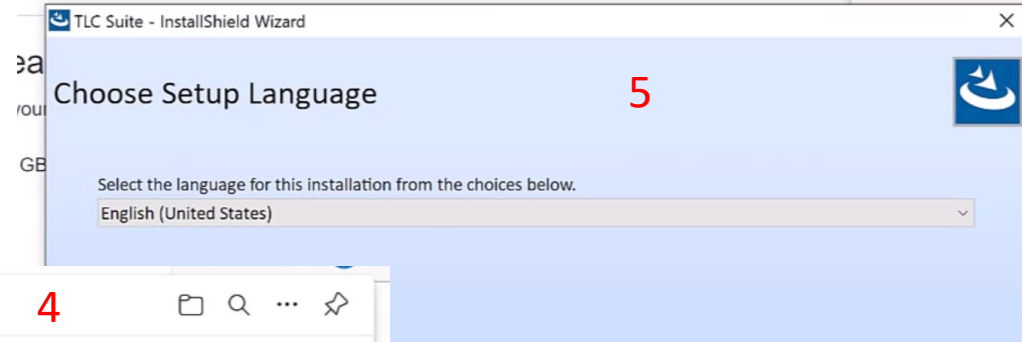 TLC Suite - InstallShield Wizard
Choose Setup Language
5
GB
Select the language for this installation from the choices below.
English (United States)
4